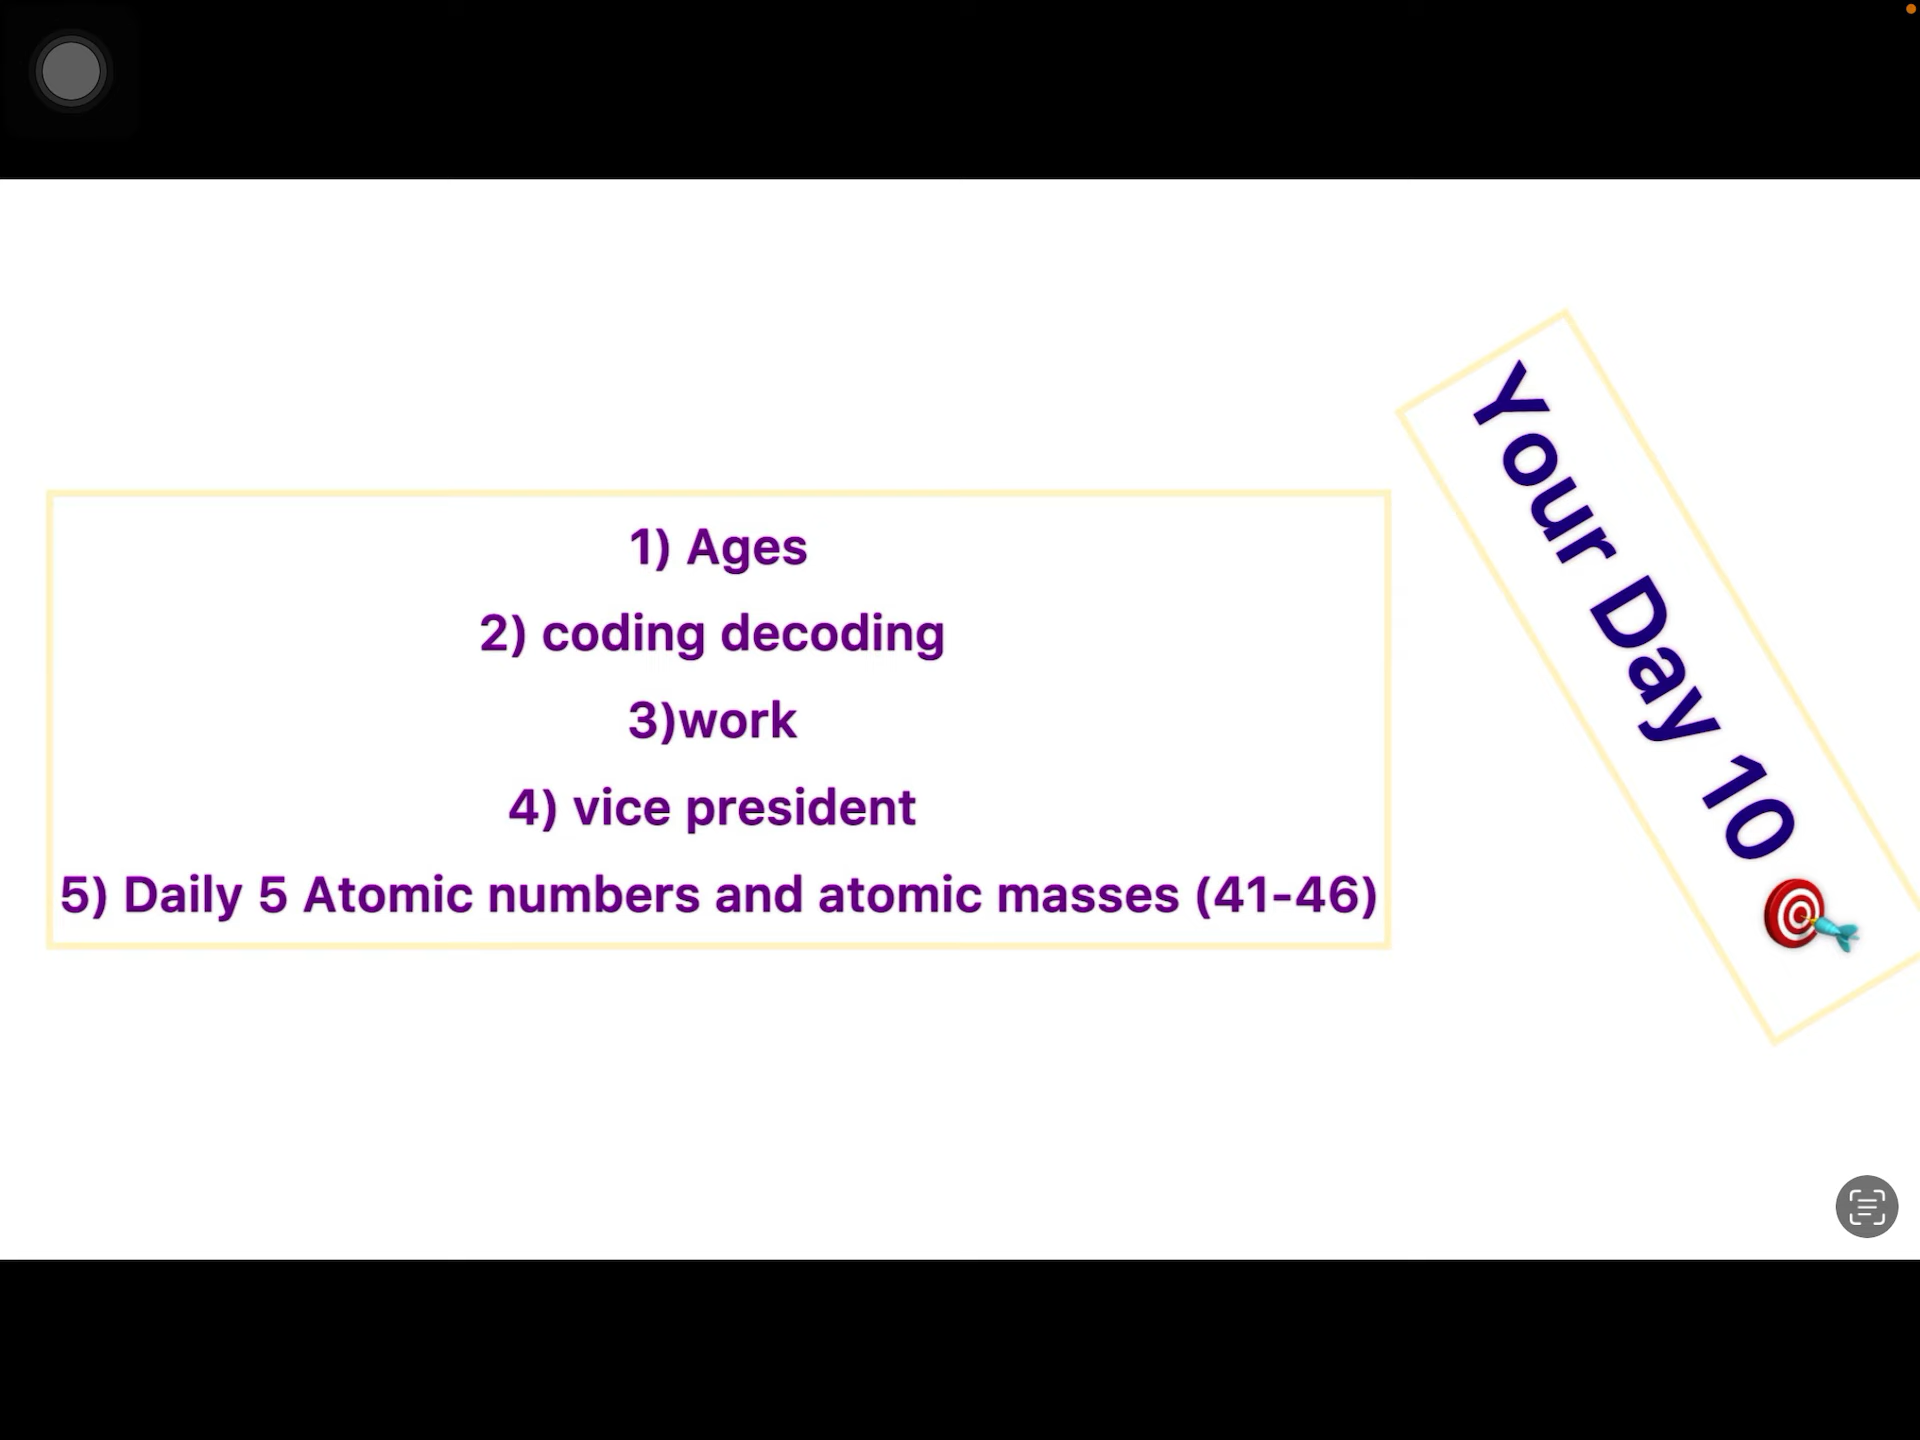 1) Ages
2) coding decoding
3)work
4) vice president
5) Daily 5 Atomic numbers and atomic masses (41-46)
Your Day 10 🎯